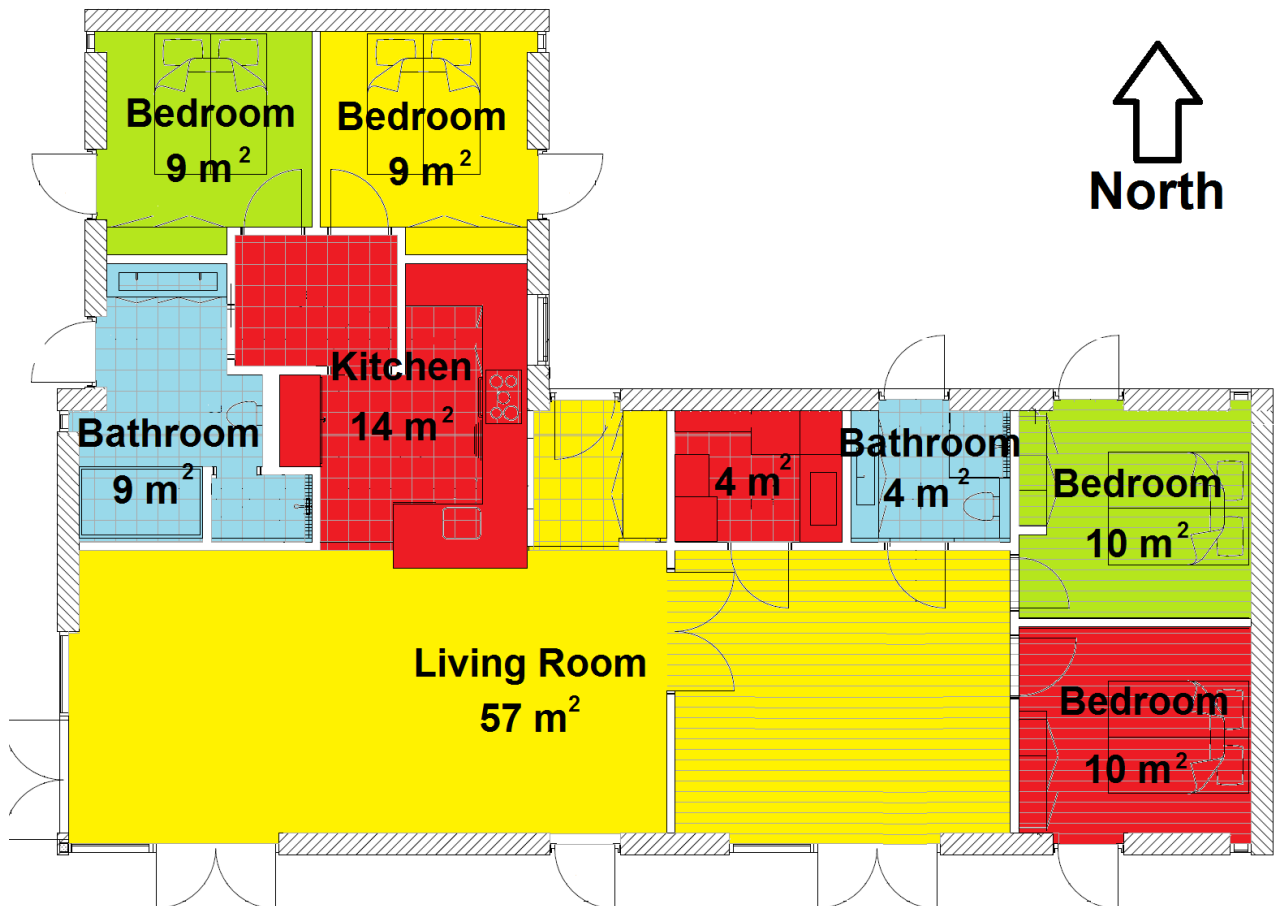 Bedroom
9 m²
Bedroom
9 m²
North
Kitchen
14 m²
Bathroom
9 m²
4 m²
Bathroom
4 m²
Bedroom
10 m²
Living Room
57 m²
Bedroom
10 m²